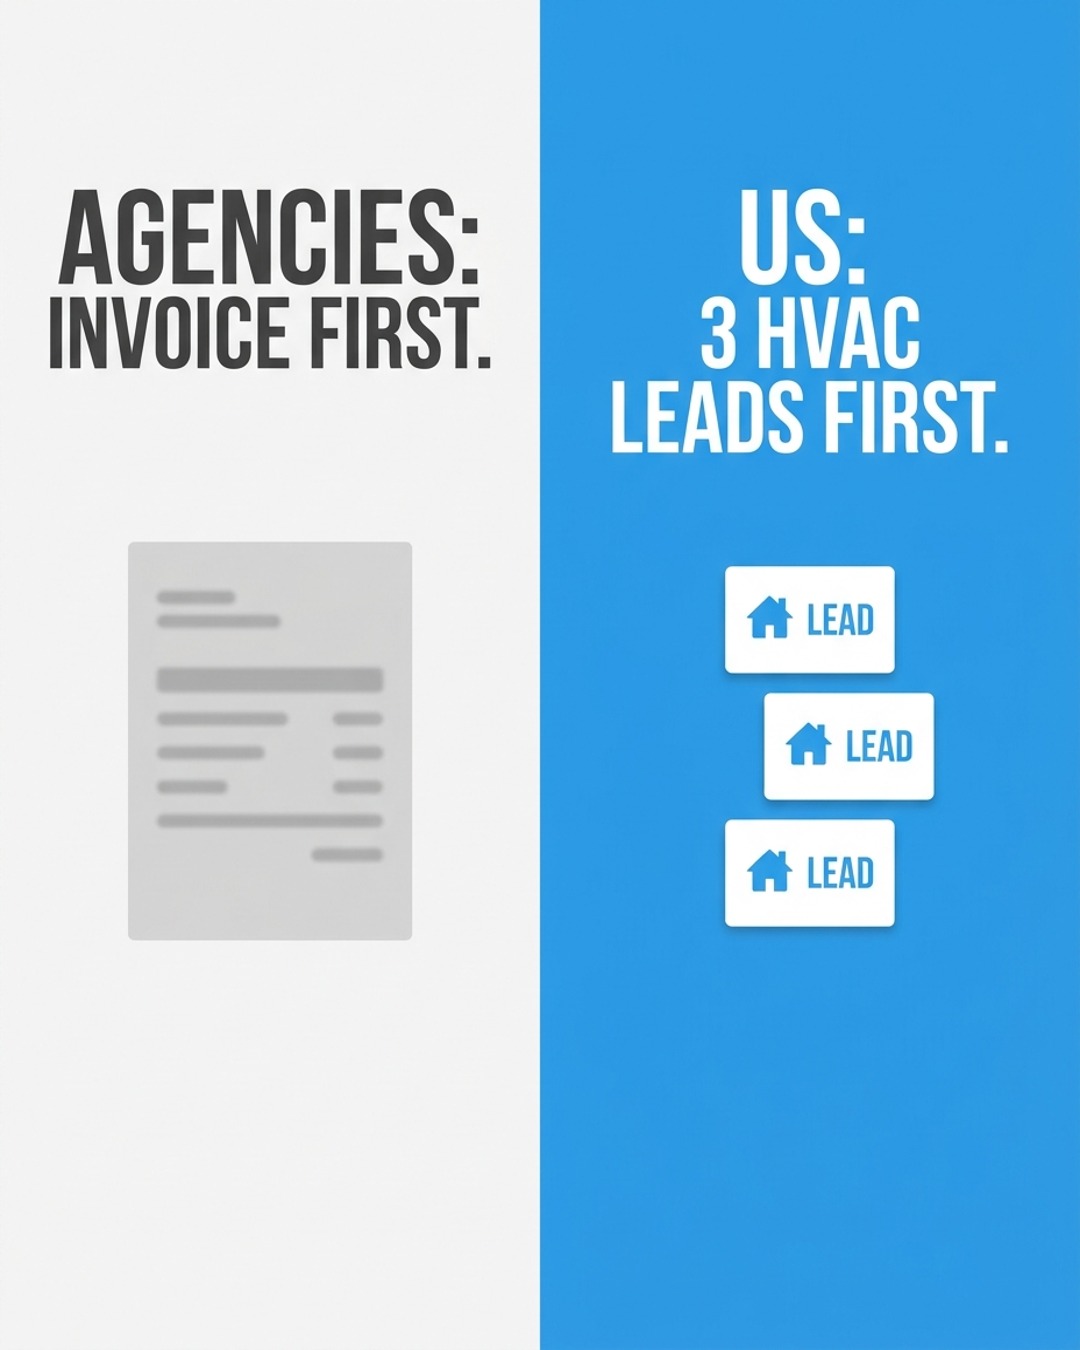 AGENCIES:
INVOICE FIRST.
US:
3 HVAC
LEADS FIRST.
LEAD
LEAD
LEAD